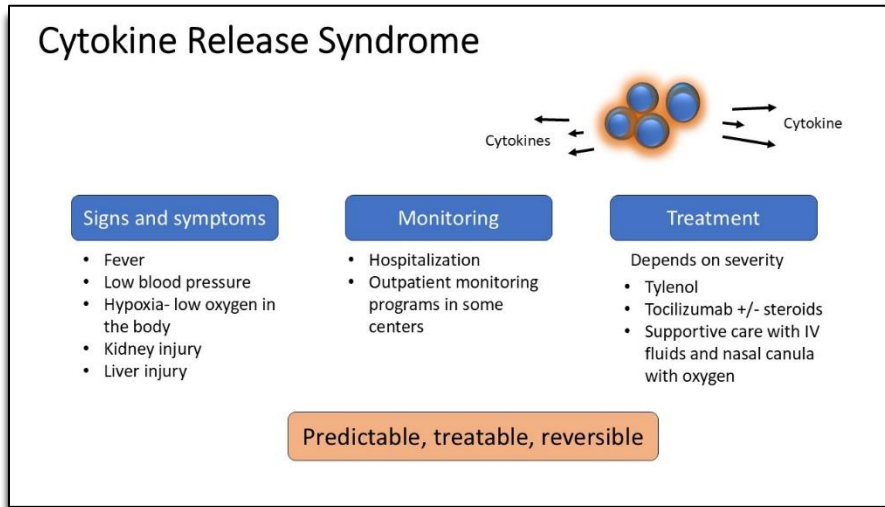 Cytokine Release Syndrome
Cytokines
Cytokine
Signs and symptoms
• Fever
• Low blood pressure
• Hypoxia- low oxygen in
the body
• Kidney injury
• Liver injury
Monitoring
• Hospitalization
• Outpatient monitoring
programs in some
centers
Treatment
Depends on severity
• Tylenol
• Tocilizumab +/- steroids
• Supportive care with IV
fluids and nasal canula
with oxygen
Predictable, treatable, reversible